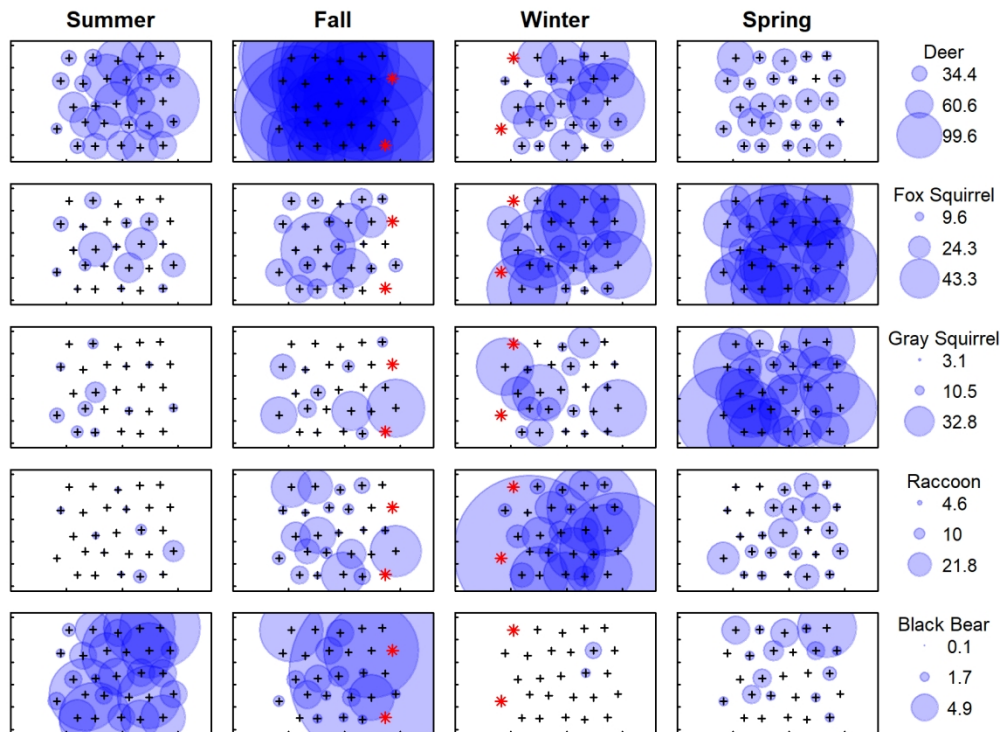 Summer Fall Winter Spring
Deer
34.4
60.6
99.6
Fox Squirrel
9.6
24.3
43.3
Gray Squirrel
3.1
10.5
32.8
Raccoon
4.6
10
21.8
Black Bear
0.1
1.7
4.9